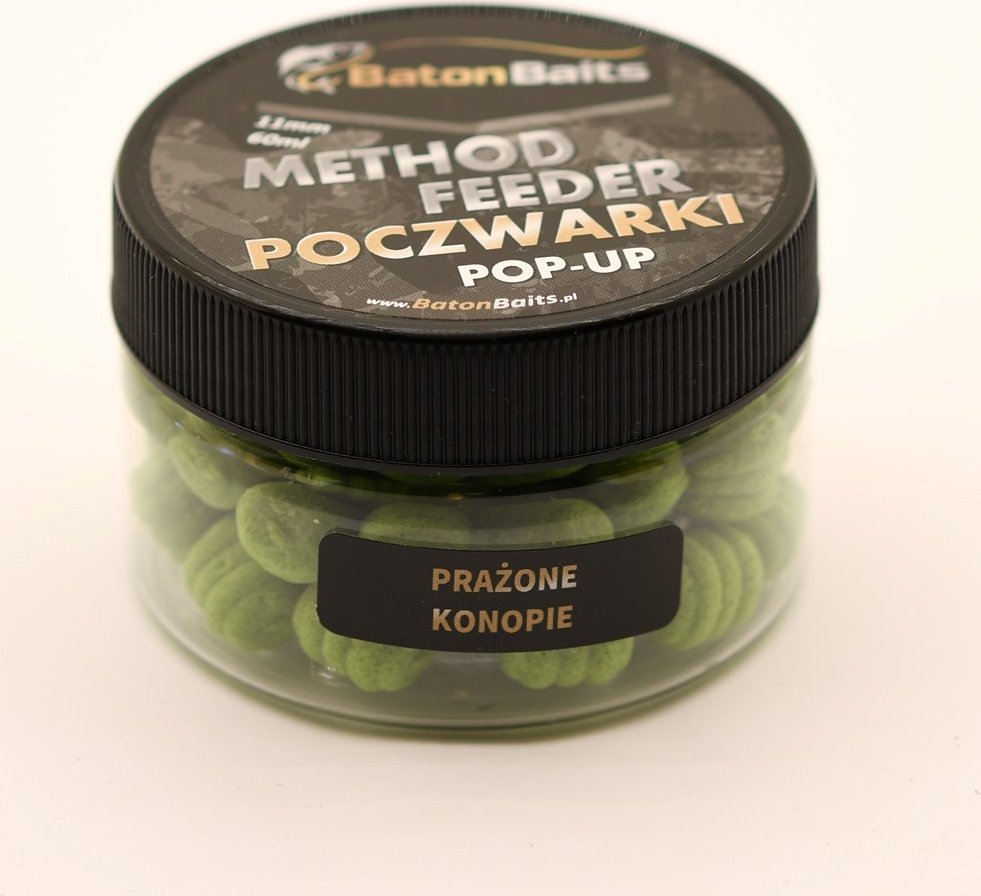 BatonBaits
11mm
60ml
METHOD
FEEDER
POCZWARKI
POP-UP
www.BatonBaits.pl
PRAŻONE
KONOPIE